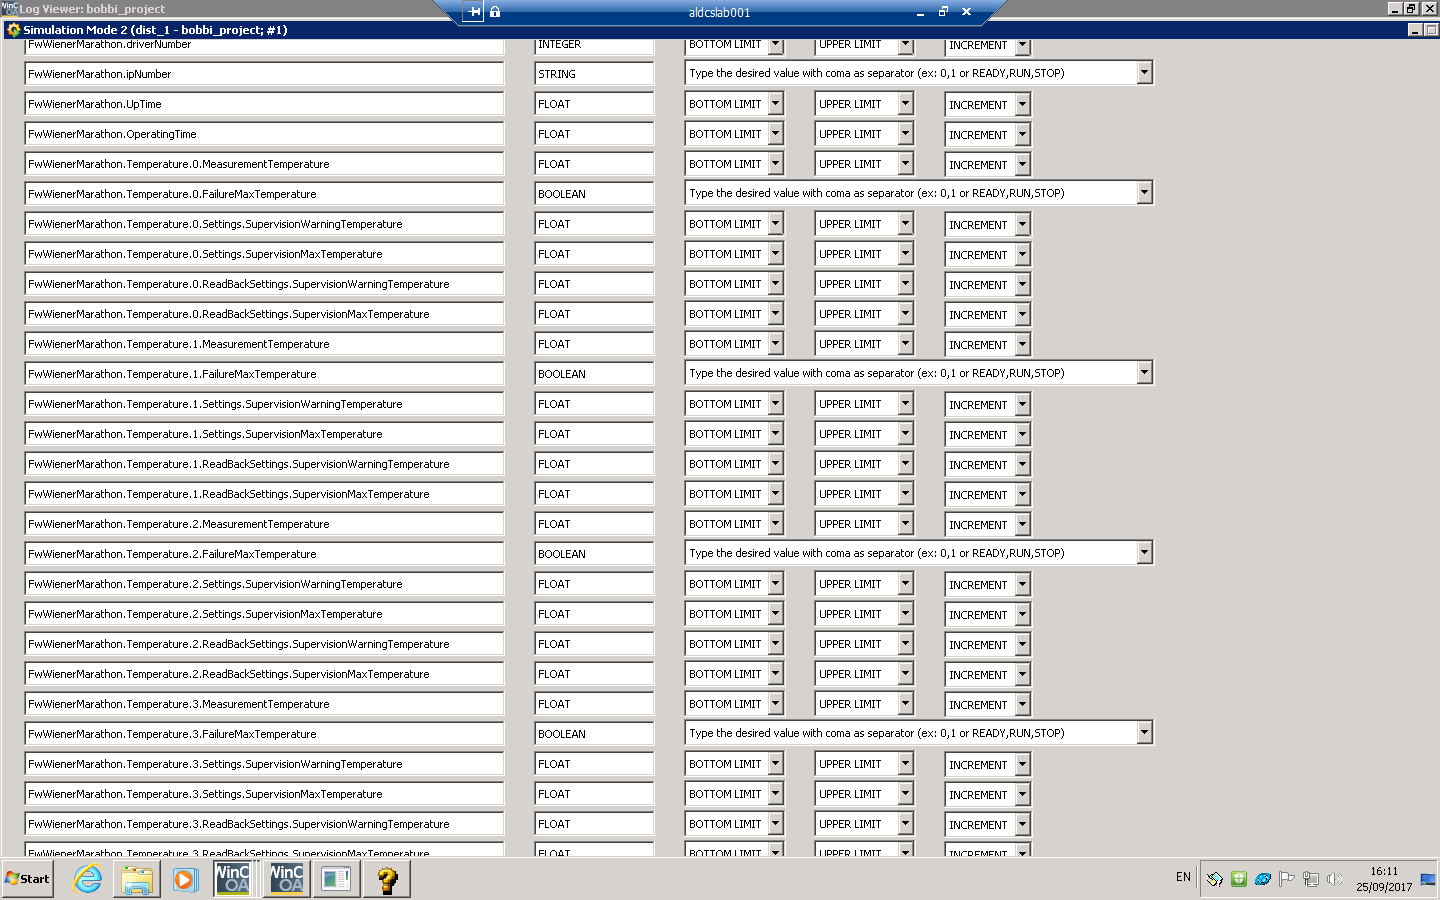 Log Viewer: bobbi_project
aldcslab001
Simulation Mode 2 (dist_1 - bobbi_project; #1)
FwWienerMarathon.driverNumber INTEGER BOTTOM LIMIT UPPER LIMIT INCREMENT
FwWienerMarathon.ipNumber STRING Type the desired value with coma as separator (ex: 0,1 or READY,RUN,STOP)
FwWienerMarathon.UpTime FLOAT BOTTOM LIMIT UPPER LIMIT INCREMENT
FwWienerMarathon.OperatingTime FLOAT BOTTOM LIMIT UPPER LIMIT INCREMENT
FwWienerMarathon.Temperature.0.MeasurementTemperature FLOAT BOTTOM LIMIT UPPER LIMIT INCREMENT
FwWienerMarathon.Temperature.0.FailureMaxTemperature BOOLEAN Type the desired value with coma as separator (ex: 0,1 or READY,RUN,STOP)
FwWienerMarathon.Temperature.0.Settings.SupervisionWarningTemperature FLOAT BOTTOM LIMIT UPPER LIMIT INCREMENT
FwWienerMarathon.Temperature.0.Settings.SupervisionMaxTemperature FLOAT BOTTOM LIMIT UPPER LIMIT INCREMENT
FwWienerMarathon.Temperature.0.ReadBackSettings.SupervisionWarningTemperature FLOAT BOTTOM LIMIT UPPER LIMIT INCREMENT
FwWienerMarathon.Temperature.0.ReadBackSettings.SupervisionMaxTemperature FLOAT BOTTOM LIMIT UPPER LIMIT INCREMENT
FwWienerMarathon.Temperature.1.MeasurementTemperature FLOAT BOTTOM LIMIT UPPER LIMIT INCREMENT
FwWienerMarathon.Temperature.1.FailureMaxTemperature BOOLEAN Type the desired value with coma as separator (ex: 0,1 or READY,RUN,STOP)
FwWienerMarathon.Temperature.1.Settings.SupervisionWarningTemperature FLOAT BOTTOM LIMIT UPPER LIMIT INCREMENT
FwWienerMarathon.Temperature.1.Settings.SupervisionMaxTemperature FLOAT BOTTOM LIMIT UPPER LIMIT INCREMENT
FwWienerMarathon.Temperature.1.ReadBackSettings.SupervisionWarningTemperature FLOAT BOTTOM LIMIT UPPER LIMIT INCREMENT
FwWienerMarathon.Temperature.1.ReadBackSettings.SupervisionMaxTemperature FLOAT BOTTOM LIMIT UPPER LIMIT INCREMENT
FwWienerMarathon.Temperature.2.MeasurementTemperature FLOAT BOTTOM LIMIT UPPER LIMIT INCREMENT
FwWienerMarathon.Temperature.2.FailureMaxTemperature BOOLEAN Type the desired value with coma as separator (ex: 0,1 or READY,RUN,STOP)
FwWienerMarathon.Temperature.2.Settings.SupervisionWarningTemperature FLOAT BOTTOM LIMIT UPPER LIMIT INCREMENT
FwWienerMarathon.Temperature.2.Settings.SupervisionMaxTemperature FLOAT BOTTOM LIMIT UPPER LIMIT INCREMENT
FwWienerMarathon.Temperature.2.ReadBackSettings.SupervisionWarningTemperature FLOAT BOTTOM LIMIT UPPER LIMIT INCREMENT
FwWienerMarathon.Temperature.2.ReadBackSettings.SupervisionMaxTemperature FLOAT BOTTOM LIMIT UPPER LIMIT INCREMENT
FwWienerMarathon.Temperature.3.MeasurementTemperature FLOAT BOTTOM LIMIT UPPER LIMIT INCREMENT
FwWienerMarathon.Temperature.3.FailureMaxTemperature BOOLEAN Type the desired value with coma as separator (ex: 0,1 or READY,RUN,STOP)
FwWienerMarathon.Temperature.3.Settings.SupervisionWarningTemperature FLOAT BOTTOM LIMIT UPPER LIMIT INCREMENT
FwWienerMarathon.Temperature.3.Settings.SupervisionMaxTemperature FLOAT BOTTOM LIMIT UPPER LIMIT INCREMENT
FwWienerMarathon.Temperature.3.ReadBackSettings.SupervisionWarningTemperature FLOAT BOTTOM LIMIT UPPER LIMIT INCREMENT
FwWienerMarathon.Temperature.3.ReadBackSettings.SupervisionMaxTemperature FLOAT BOTTOM LIMIT UPPER LIMIT INCREMENT
Start WinC OA WinC OA EN 16:11
25/09/2017